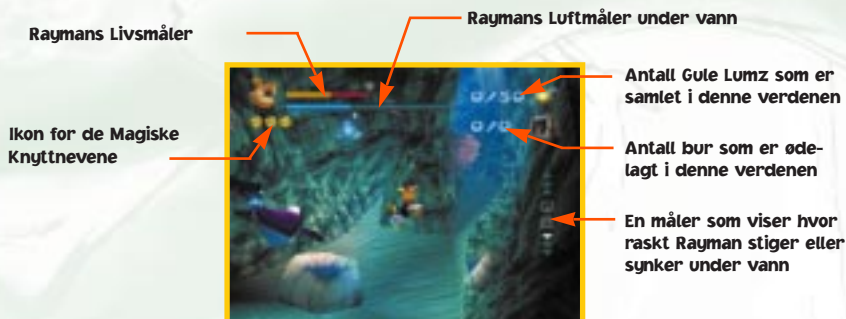 Raymans Livsmåler
Raymans Luftmåler under vann
Ikon for de Magiske
Knyttnevene
Antall Gule Lumz som er
samlet i denne verdenen
Antall bur som er øde-
lagt i denne verdenen
En måler som viser hvor
raskt Rayman stiger eller
synker under vann
0/50